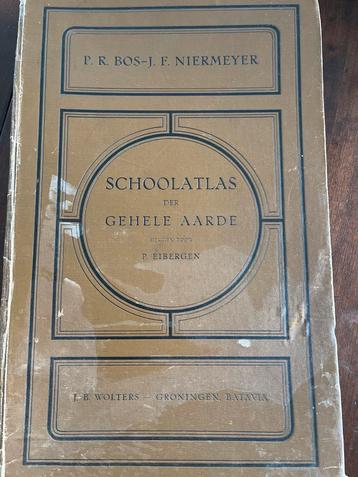 P. R. BOS-J. F. NIERMEYER
SCHOOLATLAS
DER
GEHELE AARDE
P. EIBERGEN
J. B. WOLTERS — GRONINGEN, BATAVIA